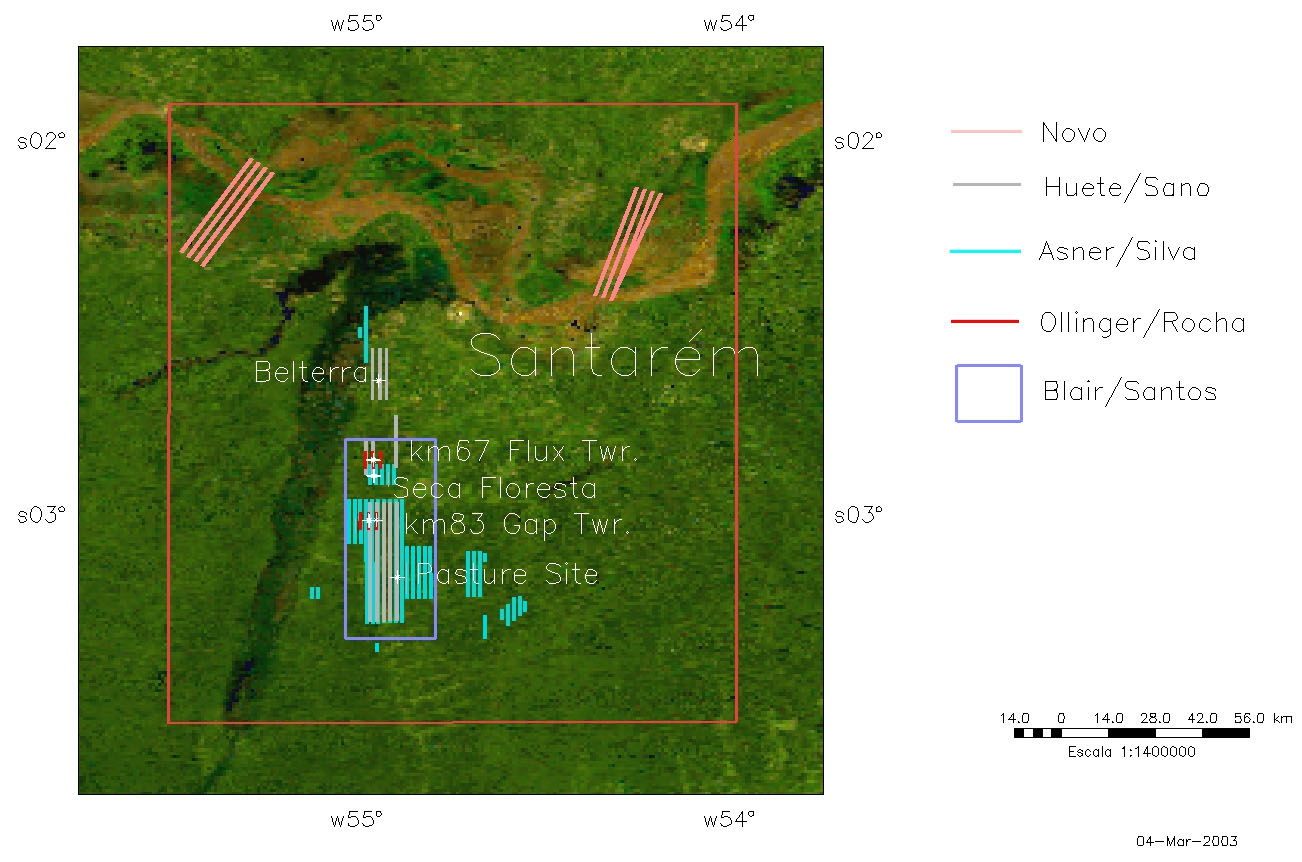 w55° w54°
s02° s02°
Novo
Huete/Sano
Asner/Silva
Ollinger/Rocha
Santarém
Belterra
Blair/Santos
km67 Flux Twr.
Seca Floresta
s03° s03°
km83 Gap Twr.
Pasture Site
14.0 0 14.0 28.0 42.0 56.0 km
Escala 1:1400000
w55° w54°
04-Mar-2003